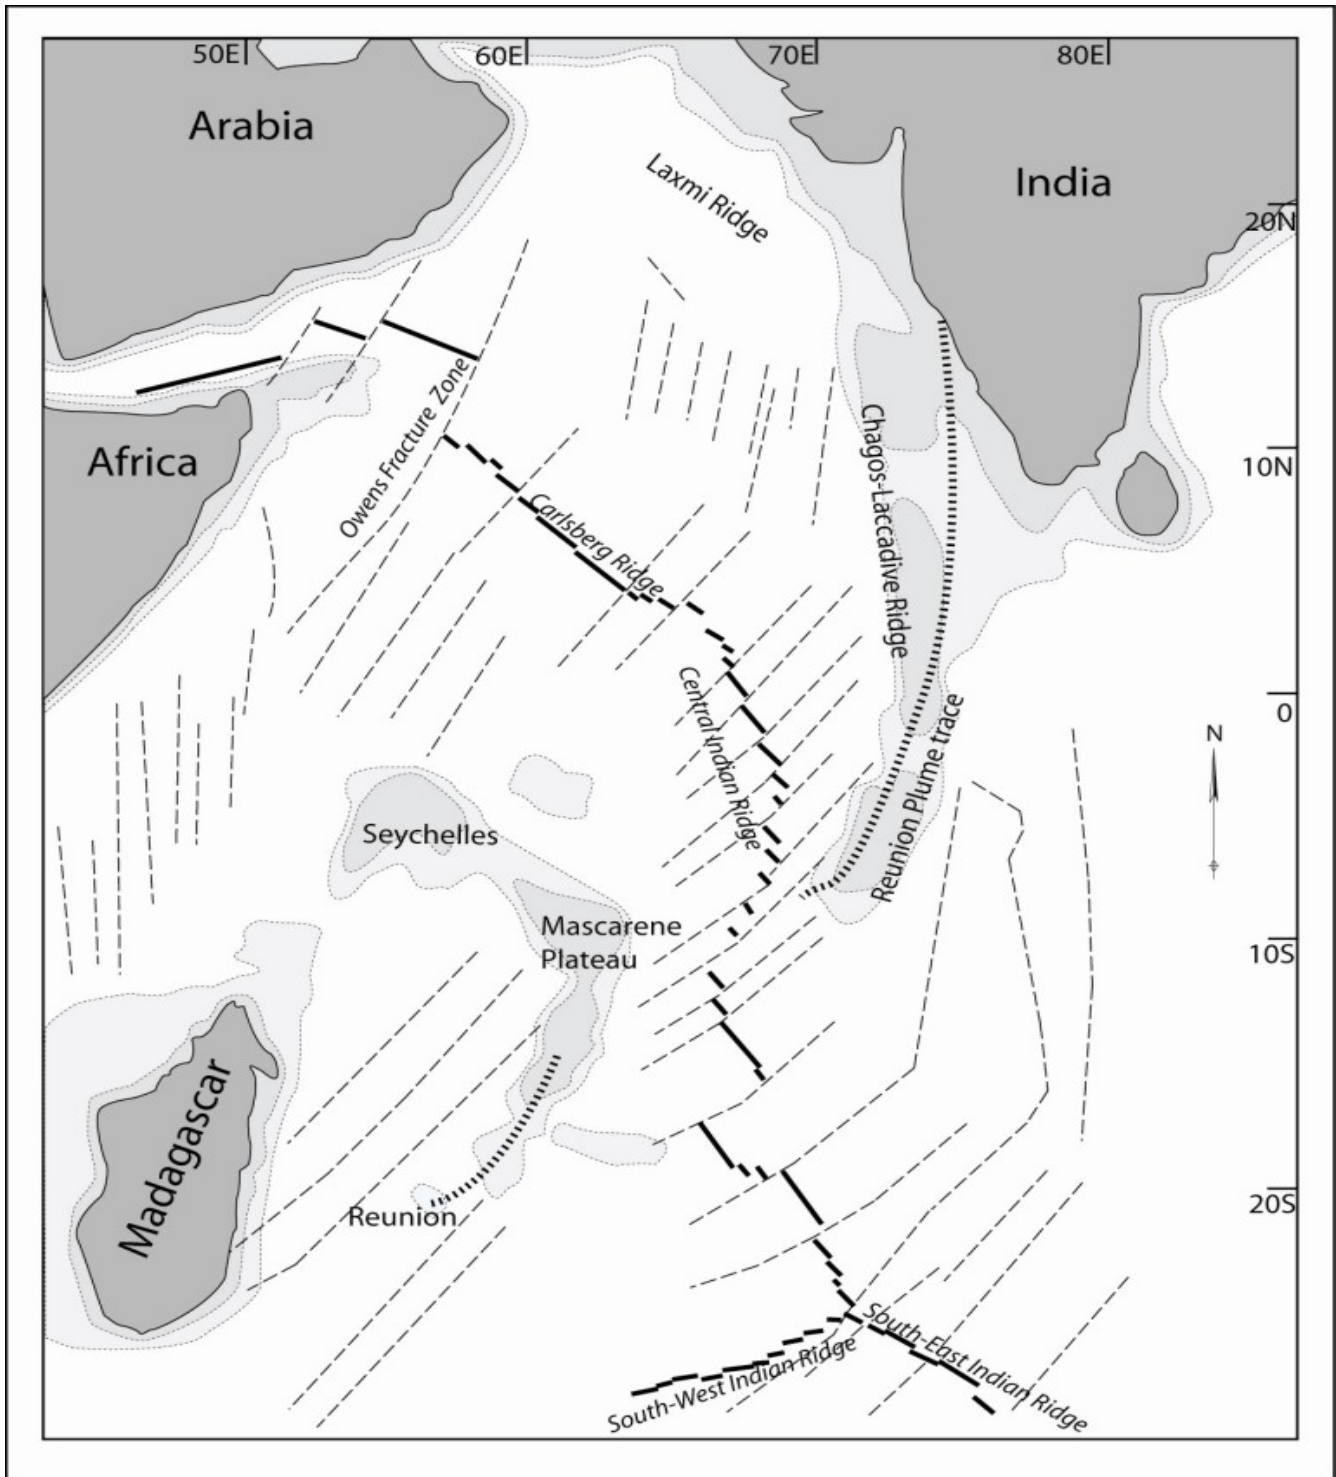 50E
60E
70E
80E
Arabia
Laxmi Ridge
India
20N
Owens Fracture Zone
Africa
10N
Carlsberg Ridge
Chagos-Laccadive Ridge
Central Indian Ridge
Reunion Plume trace
0
N
Seychelles
Mascarene
Plateau
10S
Madagascar
Reunion
20S
South-West Indian Ridge
South-East Indian Ridge